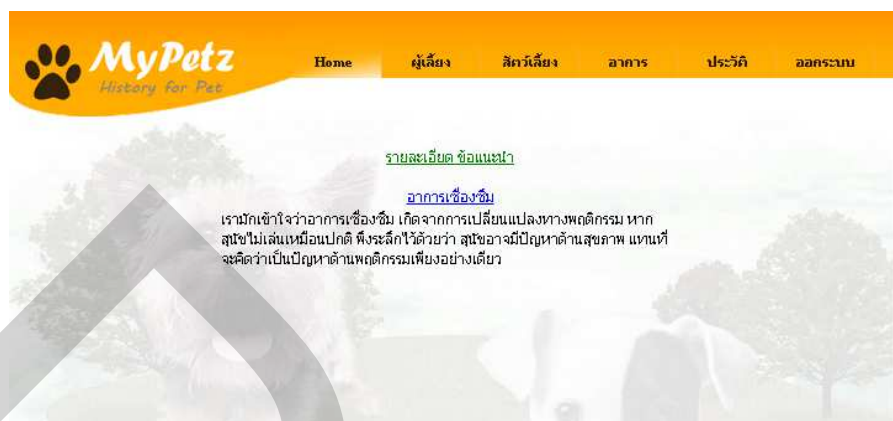 MyPetz
History for Pet
Home ผู้เลี้ยง สัตว์เลี้ยง อาการ ประวัติ ออกระบบ
รายละเอียด ข้อแนะนำ
อาการเซื่องซึม
เรามักเข้าใจว่าอาการเซื่องซึม เกิดจากการเปลี่ยนแปลงทางพฤติกรรม หาก
สุนัขไม่เล่นเหมือนปกติ พึงระลึกไว้ด้วยว่า สุนัขอาจมีปัญหาด้านสุขภาพ แทนที่
จะคิดว่าเป็นปัญหาด้านพฤติกรรมเพียงอย่างเดียว